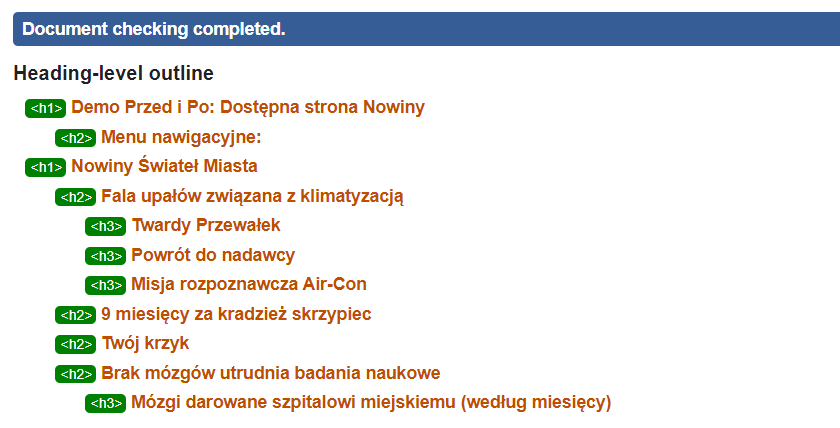 Document checking completed.
Heading-level outline
<h1> Demo Przed i Po: Dostępna strona Nowiny
<h2> Menu nawigacyjne:
<h1> Nowiny Świateł Miasta
<h2> Fala upałów związana z klimatyzacją
<h3> Twardy Przewałek
<h3> Powrót do nadawcy
<h3> Misja rozpoznawcza Air-Con
<h2> 9 miesięcy za kradzież skrzypiec
<h2> Twój krzyk
<h2> Brak mózgów utrudnia badania naukowe
<h3> Mózgi darowane szpitalowi miejskiemu (według miesięcy)